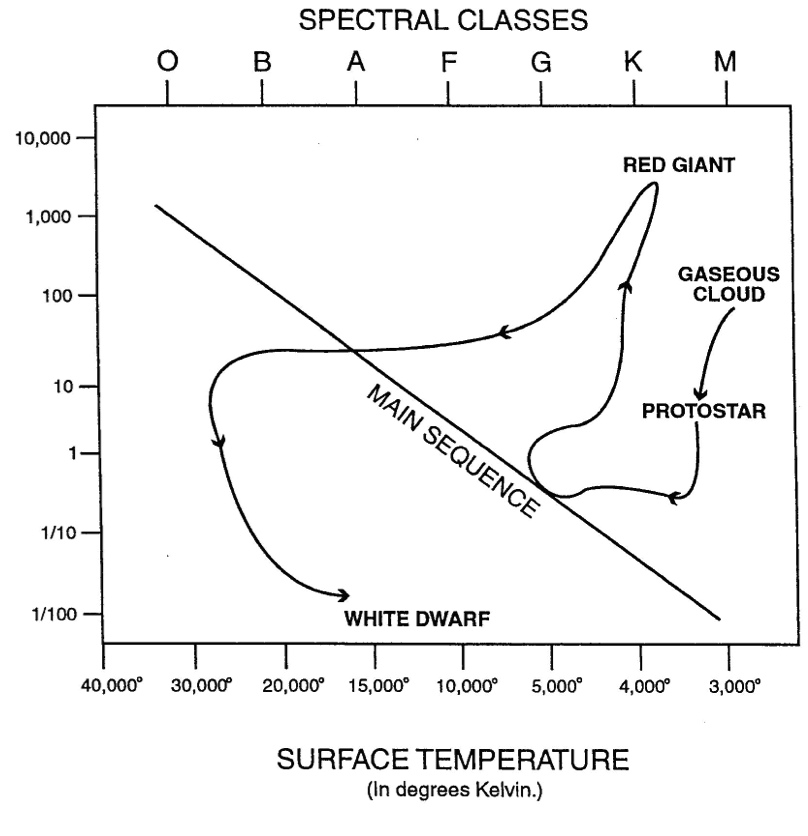 SPECTRAL CLASSES
O B A F G K M
10,000
1,000
100
10
1
1/10
1/100
RED GIANT
GASEOUS
CLOUD
PROTOSTAR
MAIN SEQUENCE
WHITE DWARF
40,000° 30,000° 20,000° 15,000° 10,000° 5,000° 4,000° 3,000°
SURFACE TEMPERATURE
(In degrees Kelvin.)